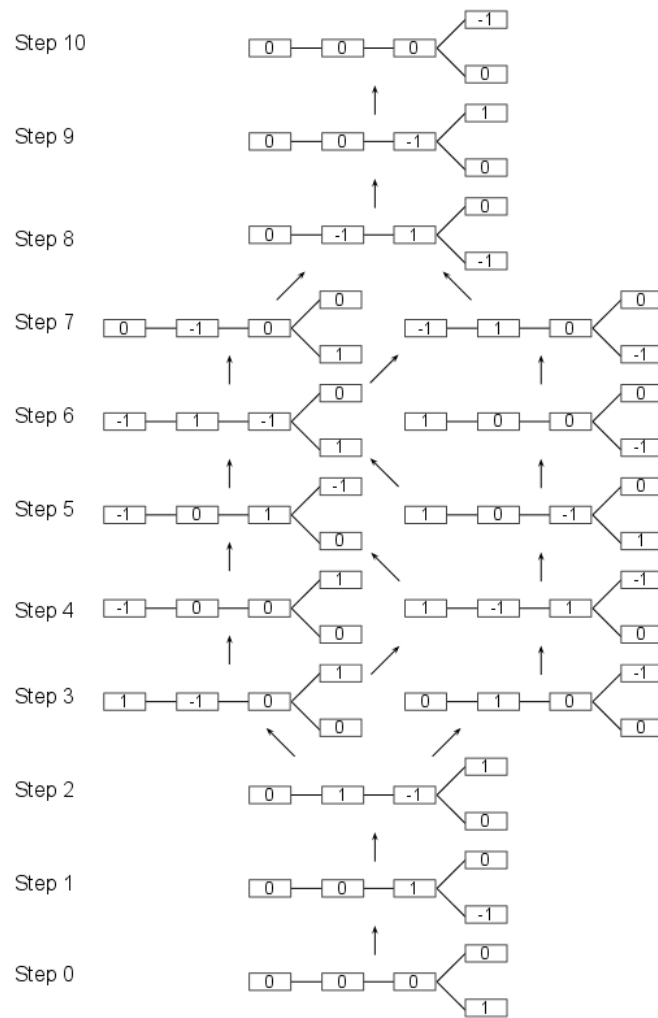 -1
Step 10 0 0 0
0
1
Step 9 0 0 -1
0
0
Step 8 0 -1 1
-1
0 0
Step 7 0 -1 0 -1 1 0
1 -1
0 0
Step 6 -1 1 -1 1 0 0
1 -1
-1 0
Step 5 -1 0 1 1 0 -1
0 1
1 -1
Step 4 -1 0 0 1 -1 1
0 0
1 -1
Step 3 1 -1 0 0 1 0
0 0
1
Step 2 0 1 -1
0
0
Step 1 0 0 1
-1
0
Step 0 0 0 0
1